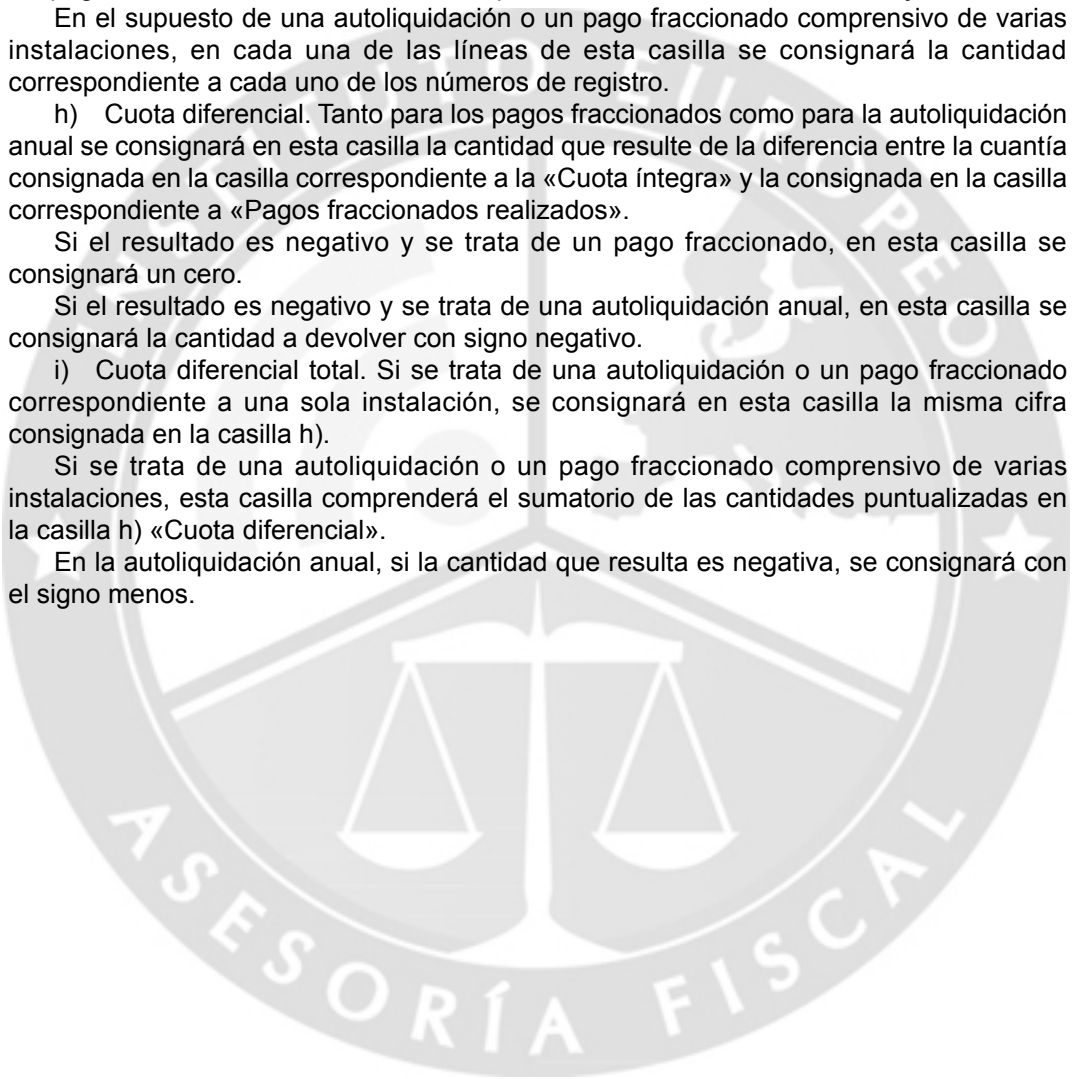 En el supuesto de una autoliquidación o un pago fraccionado comprensivo de varias
instalaciones, en cada una de las líneas de esta casilla se consignará la cantidad
correspondiente a cada uno de los números de registro.
h) Cuota diferencial. Tanto para los pagos fraccionados como para la autoliquidación
anual se consignará en esta casilla la cantidad que resulte de la diferencia entre la cuantía
consignada en la casilla correspondiente a la «Cuota íntegra» y la consignada en la casilla
correspondiente a «Pagos fraccionados realizados».
Si el resultado es negativo y se trata de un pago fraccionado, en esta casilla se
consignará un cero.
Si el resultado es negativo y se trata de una autoliquidación anual, en esta casilla se
consignará la cantidad a devolver con signo negativo.
i) Cuota diferencial total. Si se trata de una autoliquidación o un pago fraccionado
correspondiente a una sola instalación, se consignará en esta casilla la misma cifra
consignada en la casilla h).
Si se trata de una autoliquidación o un pago fraccionado comprensivo de varias
instalaciones, esta casilla comprenderá el sumatorio de las cantidades puntualizadas en
la casilla h) «Cuota diferencial».
En la autoliquidación anual, si la cantidad que resulta es negativa, se consignará con
el signo menos.
INSTITUTO EUROPEO
ASESORÍA FISCAL